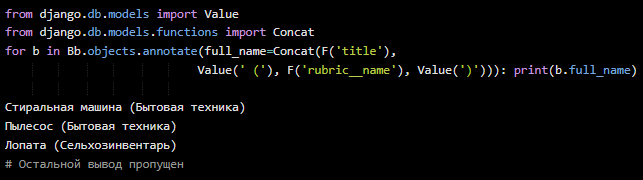 from django.db.models import Value
from django.db.models.functions import Concat
for b in Bb.objects.annotate(full_name=Concat(F('title'),
Value(' ('), F('rubric__name'), Value(')'))): print(b.full_name)
Стиральная машина (Бытовая техника)
Пылесос (Бытовая техника)
Лопата (Сельхозинвентарь)
# Остальной вывод пропущен